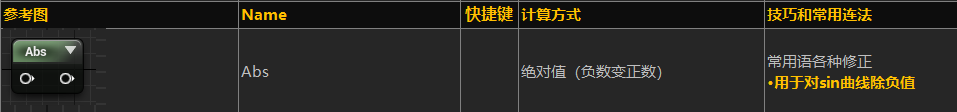 参考图 Name 快捷键 计算方式 技巧和常用连法
Abs
Abs 绝对值（负数变正数） 常用语各种修正
•用于对sin曲线除负值